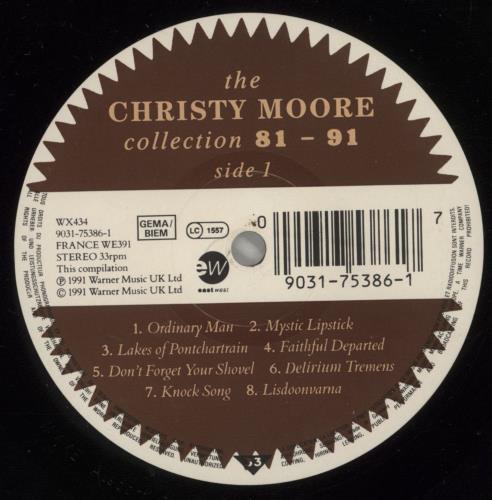 the
CHRISTY MOORE
collection 81 – 91
side 1
WX434
9031-75386-1
FRANCE WE391
STEREO 33rpm
This compilation
Ⓟ 1991 Warner Music UK Ltd
© 1991 Warner Music UK Ltd
GEMA/
BIEM
LC 1557
ew
east west
0
7
9031-75386-1
1. Ordinary Man 2. Mystic Lipstick
3. Lakes of Pontchartrain 4. Faithful Departed
5. Don't Forget Your Shovel 6. Delirium Tremens
7. Knock Song 8. Lisdoonvarna